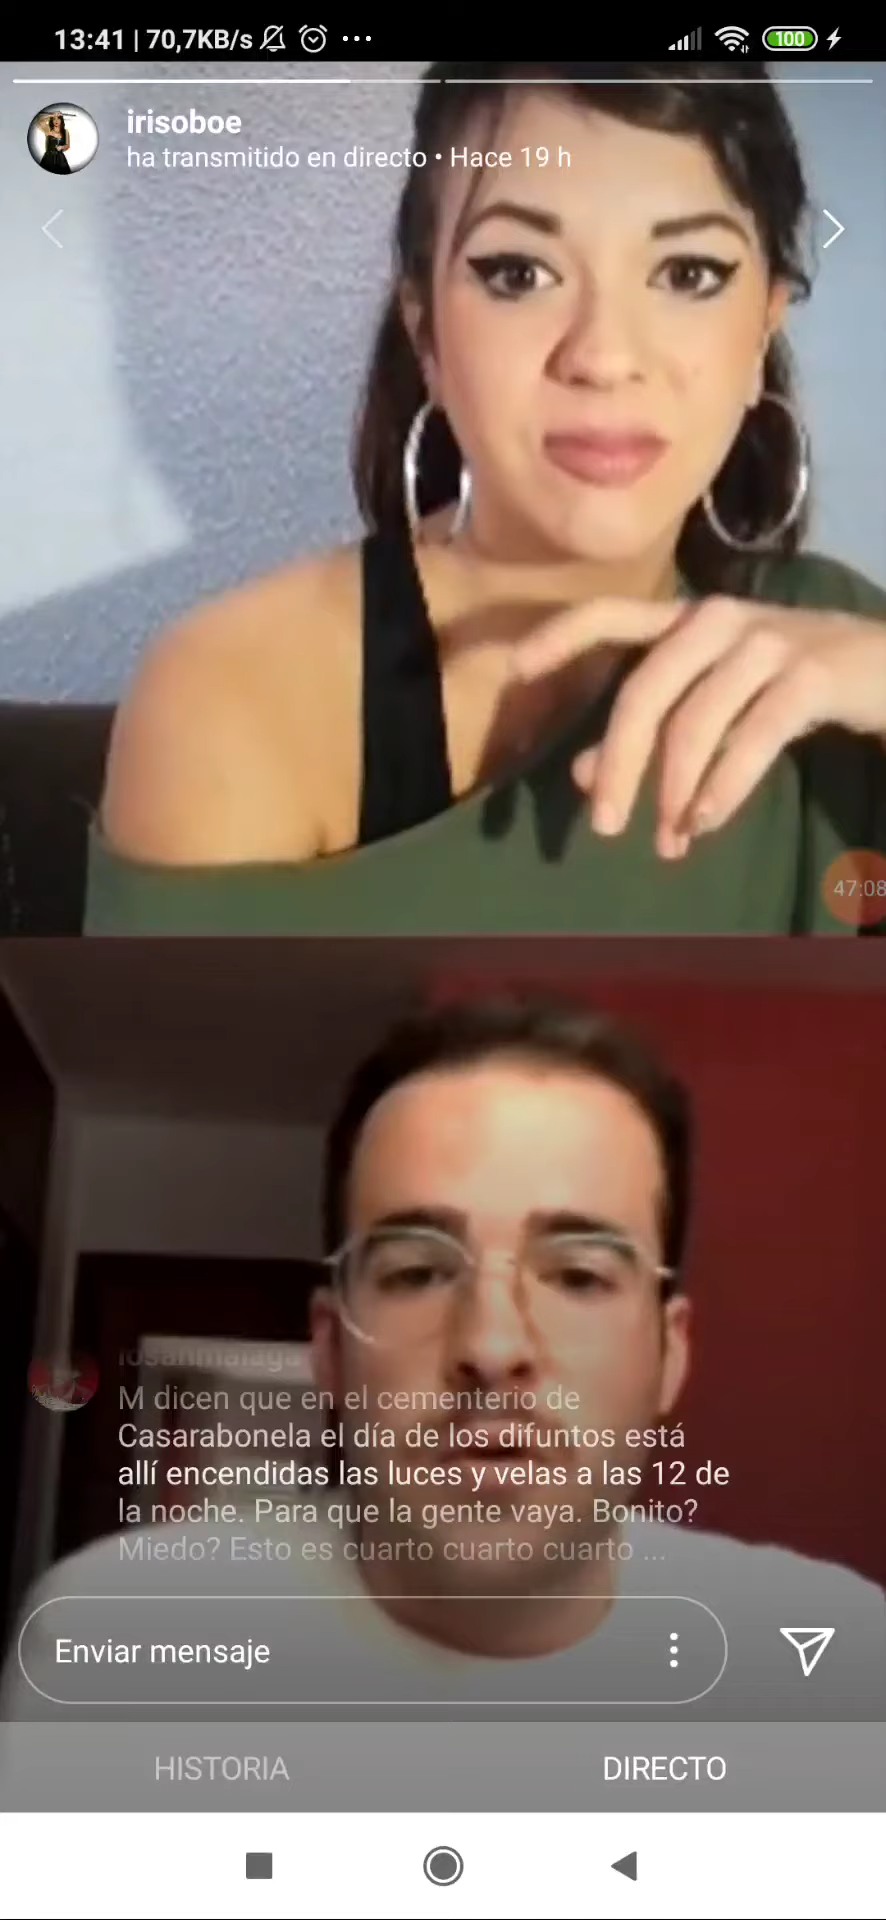 13:41 | 70,7KB/s
100
irisoboe
ha transmitido en directo • Hace 19 h
47:08
losanmalaga
M dicen que en el cementerio de
Casarabonela el día de los difuntos está
allí encendidas las luces y velas a las 12 de
la noche. Para que la gente vaya. Bonito?
Miedo? Esto es cuarto cuarto cuarto ...
Enviar mensaje
HISTORIA
DIRECTO